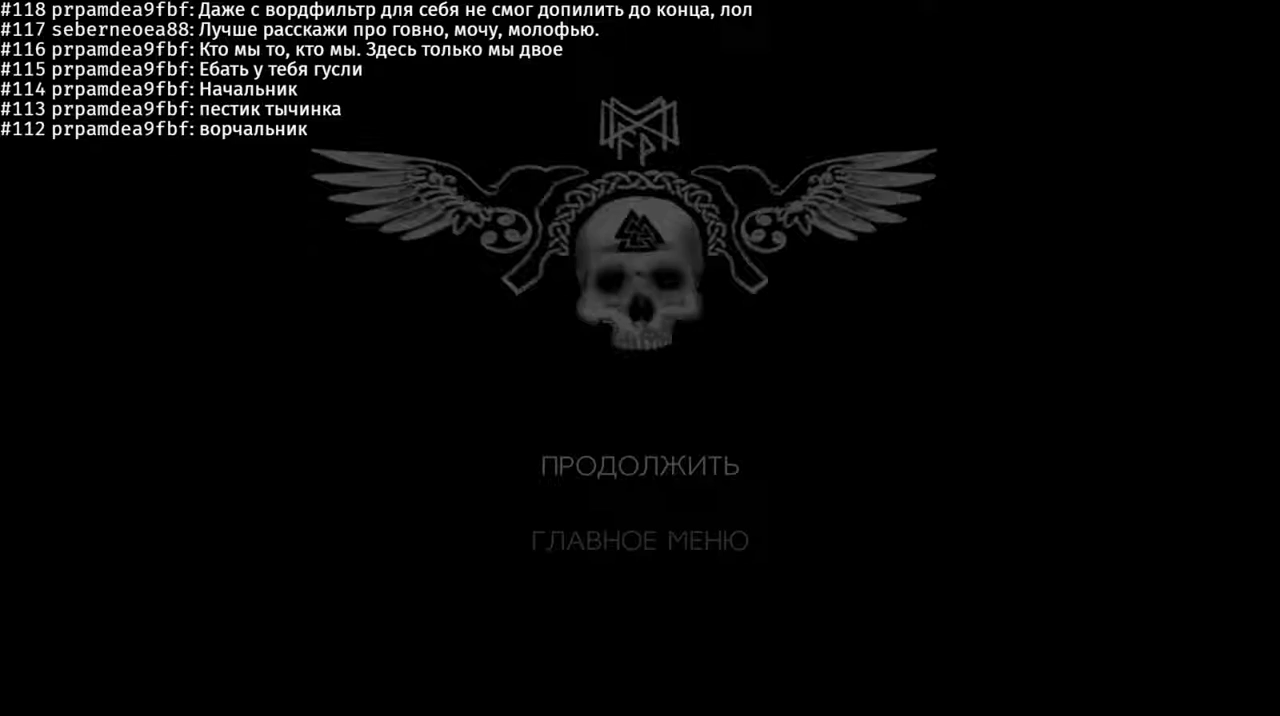 #118 prpamdea9fbf: Даже с вордфильтр для себя не смог допилить до конца, лол
#117 seberneoea88: Лучше расскажи про говно, мочу, молофью.
#116 prpamdea9fbf: Кто мы то, кто мы. Здесь только мы двое
#115 prpamdea9fbf: Ебать у тебя гусли
#114 prpamdea9fbf: Начальник
#113 prpamdea9fbf: пестик тычинка
#112 prpamdea9fbf: ворчальник
ПРОДОЛЖИТЬ
ГЛАВНОЕ МЕНЮ